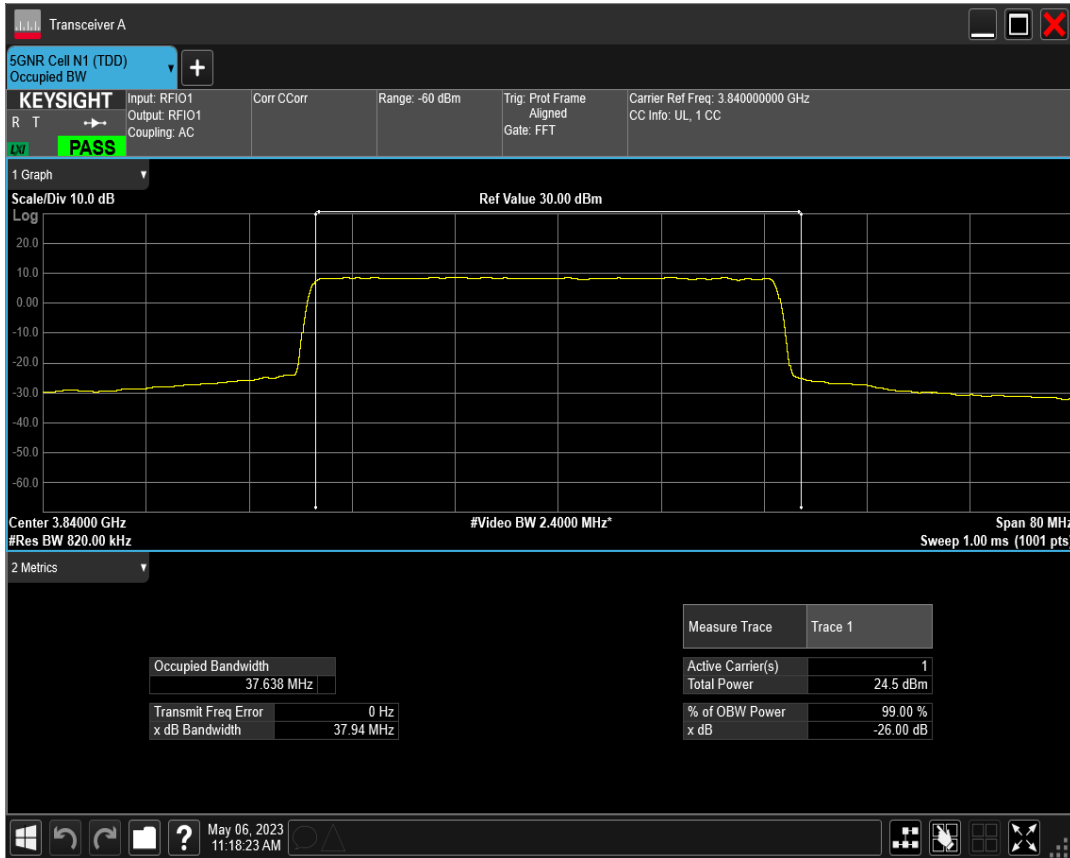 Transceiver A
5GNR Cell N1 (TDD)
Occupied BW
+
KEYSIGHT
R T
LXI
PASS
Input: RFIO1
Output: RFIO1
Coupling: AC
Corr CCorr
Range: -60 dBm
Trig: Prot Frame
Aligned
Gate: FFT
Carrier Ref Freq: 3.840000000 GHz
CC Info: UL, 1 CC
1 Graph
Scale/Div 10.0 dB
Ref Value 30.00 dBm
Log
20.0
10.0
0.00
-10.0
-20.0
-30.0
-40.0
-50.0
-60.0
Center 3.84000 GHz
#Video BW 2.4000 MHz*
Span 80 MHz
#Res BW 820.00 kHz
Sweep 1.00 ms (1001 pts)
2 Metrics
Measure Trace Trace 1
Occupied Bandwidth
37.638 MHz
Active Carrier(s) 1
Total Power 24.5 dBm
Transmit Freq Error 0 Hz
x dB Bandwidth 37.94 MHz
% of OBW Power 99.00 %
x dB -26.00 dB
?
May 06, 2023
11:18:23 AM